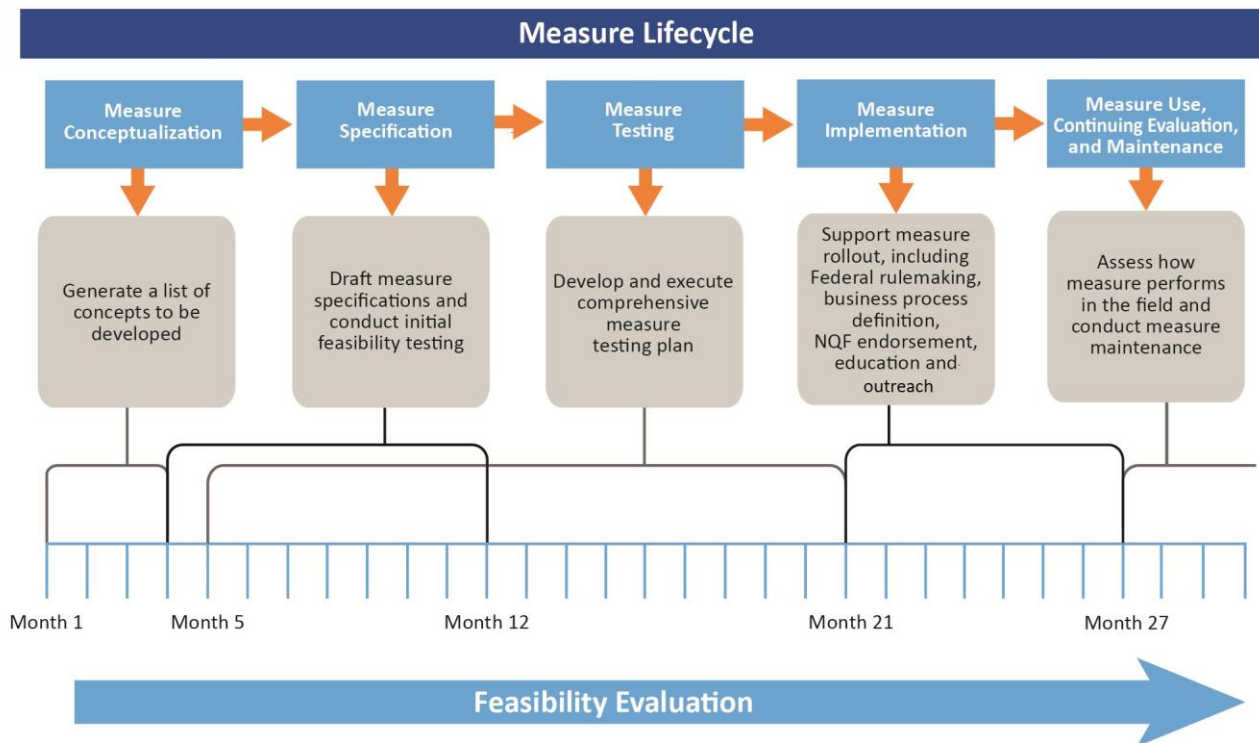 Measure Lifecycle
Measure
Conceptualization
Measure
Specification
Measure
Testing
Measure
Implementation
Measure Use,
Continuing Evaluation,
and Maintenance
Generate a list of
concepts to be
developed
Draft measure
specifications and
conduct initial
feasibility testing
Develop and execute
comprehensive
measure
testing plan
Support measure
rollout, including
Federal rulemaking,
business process
definition,
NQF endorsement,
education and
outreach
Assess how
measure performs
in the field and
conduct measure
maintenance
Month 1
Month 5
Month 12
Month 21
Month 27
Feasibility Evaluation